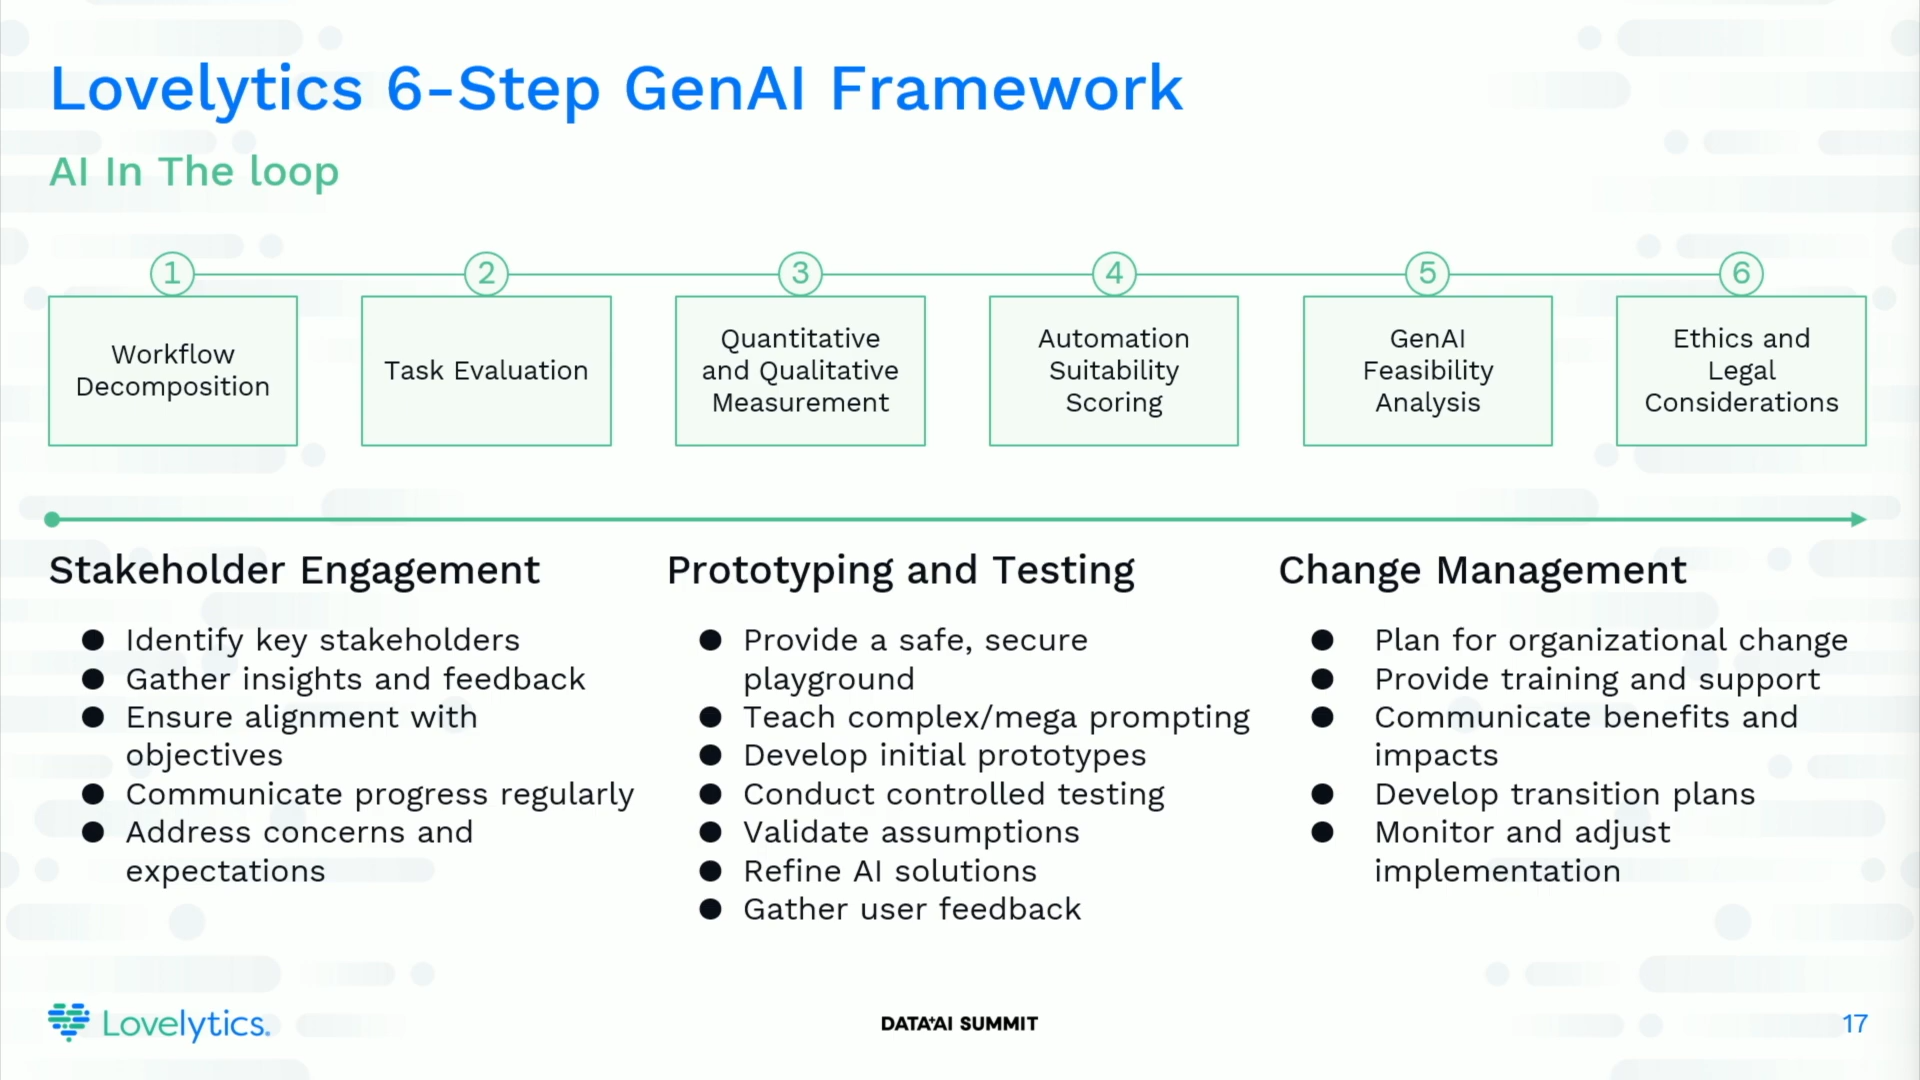 Lovelytics 6-Step GenAI Framework
AI In The loop
1
Workflow
Decomposition
2
Task Evaluation
3
Quantitative
and Qualitative
Measurement
4
Automation
Suitability
Scoring
5
GenAI
Feasibility
Analysis
6
Ethics and
Legal
Considerations
Stakeholder Engagement
● Identify key stakeholders
● Gather insights and feedback
● Ensure alignment with
objectives
● Communicate progress regularly
● Address concerns and
expectations
Prototyping and Testing
● Provide a safe, secure
playground
● Teach complex/mega prompting
● Develop initial prototypes
● Conduct controlled testing
● Validate assumptions
● Refine AI solutions
● Gather user feedback
Change Management
● Plan for organizational change
● Provide training and support
● Communicate benefits and
impacts
● Develop transition plans
● Monitor and adjust
implementation
Lovelytics.
DATA+AI SUMMIT
17